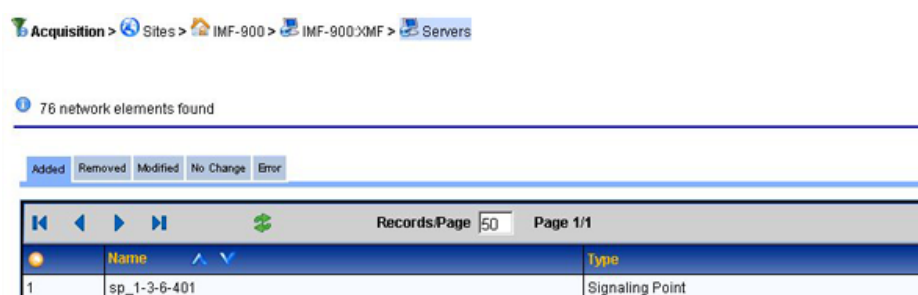 Acquisition > Sites > IMF-900 > IMF-900:XMF > Servers
76 network elements found
Added Removed Modified No Change Error
Records/Page 50 Page 1/1
Name Type
1 sp_1-3-6-401 Signaling Point